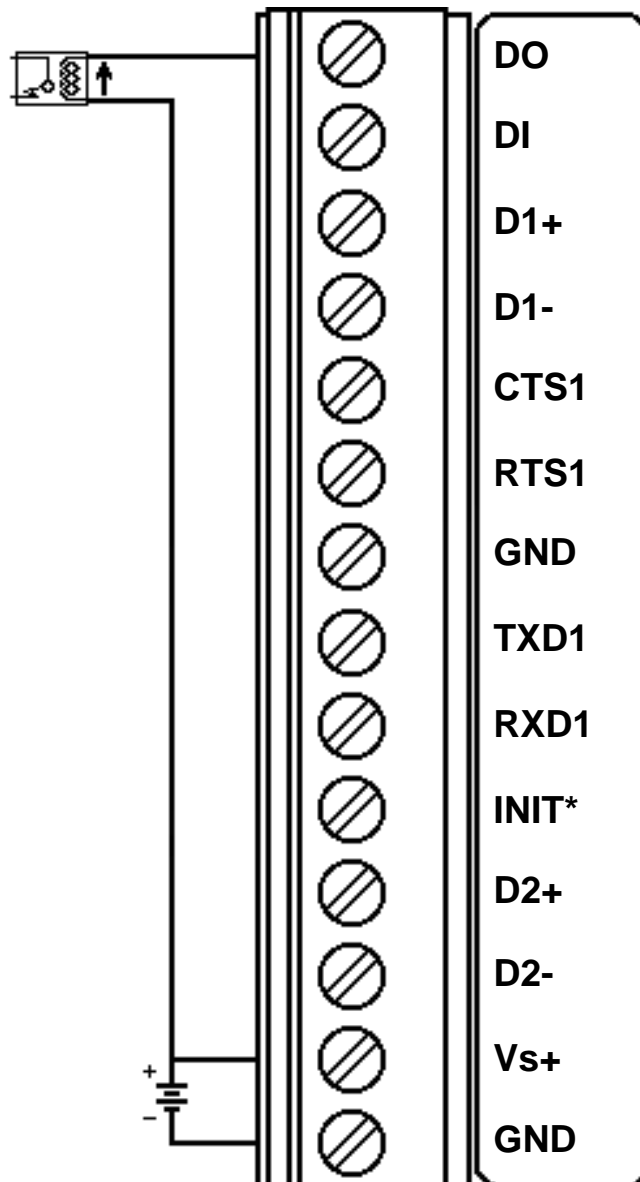 DO
DI
D1+
D1-
CTS1
RTS1
GND
TXD1
RXD1
INIT*
D2+
D2-
Vs+
+
−
GND